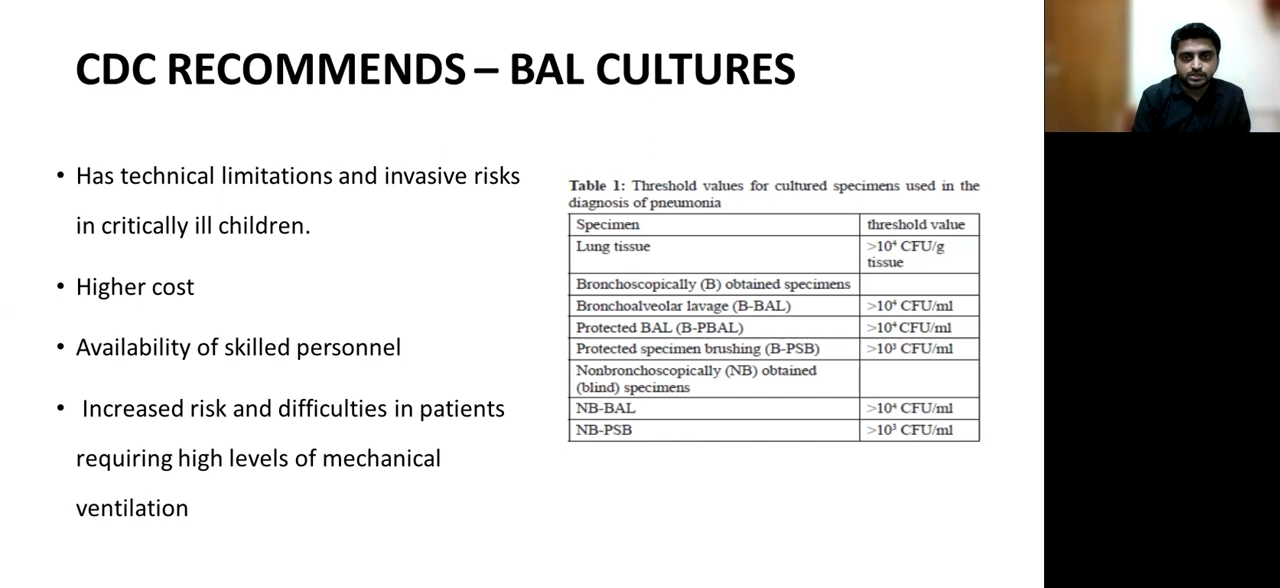 CDC RECOMMENDS – BAL CULTURES
• Has technical limitations and invasive risks
in critically ill children.
• Higher cost
• Availability of skilled personnel
• Increased risk and difficulties in patients
requiring high levels of mechanical
ventilation
Table 1: Threshold values for cultured specimens used in the
diagnosis of pneumonia
Specimen threshold value
Lung tissue >10⁴ CFU/g
tissue
Bronchoscopically (B) obtained specimens
Bronchoalveolar lavage (B-BAL) >10⁴ CFU/ml
Protected BAL (B-PBAL) >10⁴ CFU/ml
Protected specimen brushing (B-PSB) >10³ CFU/ml
Nonbronchoscopically (NB) obtained
(blind) specimens
NB-BAL >10⁴ CFU/ml
NB-PSB >10³ CFU/ml